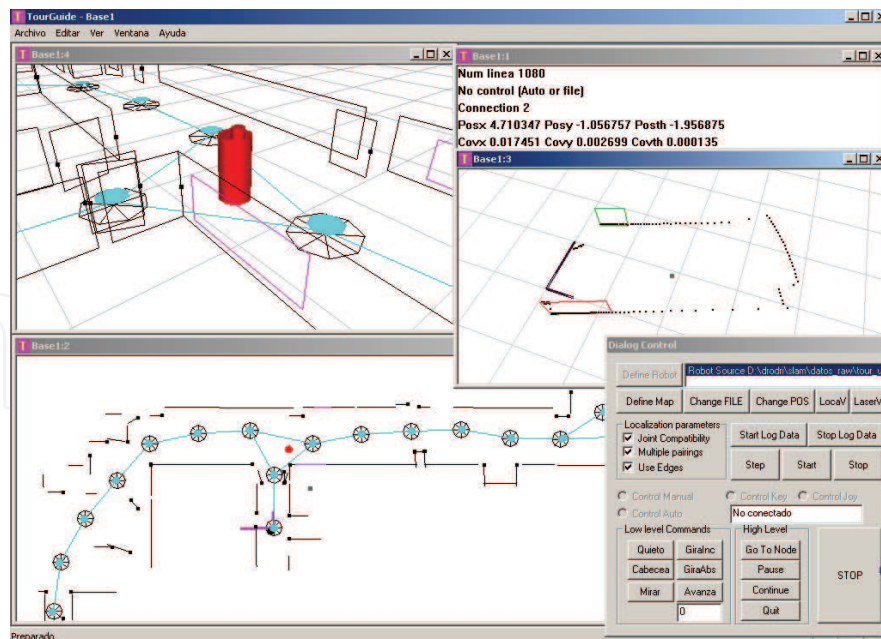 TourGuide - Base1
Archivo Editar Ver Ventana Ayuda
Base1:4
Base1:1
Num linea 1080
No control (Auto or file)
Connection 2
Posx 4.710347 Posy -1.056757 Posth -1.956875
Covx 0.017451 Covy 0.002699 Covth 0.000135
Base1:3
Base1:2
Dialog Control
Define Robot
Robot Source D:\drodri\slam\datos_raw\tour_u
Define Map Change FILE Change POS LocaV LaserV
Localization parameters
Joint Compatibility
Multiple pairings
Use Edges
Start Log Data Stop Log Data
Step Start Stop
Control Manual Control Key Control Joy
Control Auto No conectado
Low level Commands High Level
Quieto GiraInc Go To Node
Cabecea GiraAbs Pause
Mirar Avanza Continue
0 Quit
STOP
Preparado